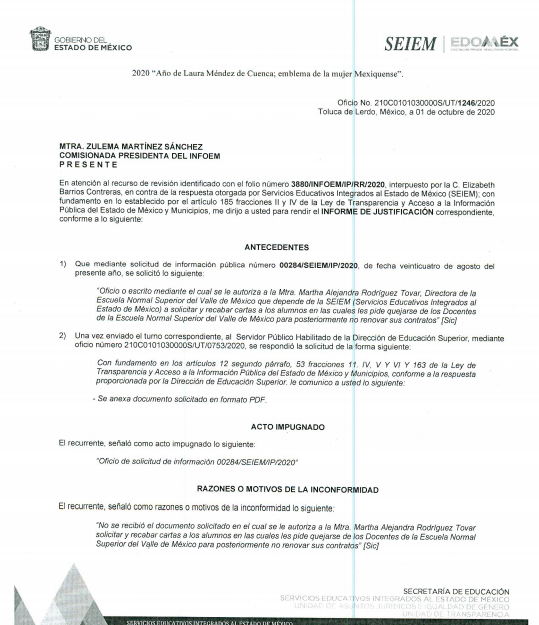 GOBIERNO DEL
ESTADO DE MÉXICO
SEIEM EDOMÉX
2020 "Año de Laura Méndez de Cuenca; emblema de la mujer Mexiquense".
Oficio No. 210C0101030000S/UT/1246/2020
Toluca de Lerdo, México, a 01 de octubre de 2020
MTRA. ZULEMA MARTÍNEZ SÁNCHEZ
COMISIONADA PRESIDENTA DEL INFOEM
P R E S E N T E
En atención al recurso de revisión identificado con el folio número 3880/INFOEM/IP/RR/2020, interpuesto por la C. Elizabeth
Barrios Contreras, en contra de la respuesta otorgada por Servicios Educativos Integrados al Estado de México (SEIEM); con
fundamento en lo establecido por el artículo 185 fracciones II y IV de la Ley de Transparencia y Acceso a la Información
Pública del Estado de México y Municipios, me dirijo a usted para rendir el INFORME DE JUSTIFICACIÓN correspondiente,
conforme a lo siguiente:
ANTECEDENTES
1) Que mediante solicitud de información pública número 00284/SEIEM/IP/2020, de fecha veinticuatro de agosto del
presente año, se solicitó lo siguiente:
"Oficio o escrito mediante el cual se le autoriza a la Mtra. Martha Alejandra Rodríguez Tovar, Directora de la
Escuela Normal Superior del Valle de México que depende de la SEIEM (Servicios Educativos Integrados al
Estado de México) a solicitar y recabar cartas a los alumnos en las cuales les pide quejarse de los Docentes
de la Escuela Normal Superior del Valle de México para posteriormente no renovar sus contratos" [Sic]
2) Una vez enviado el turno correspondiente, al Servidor Público Habilitado de la Dirección de Educación Superior, mediante
oficio número 210C0101030000S/UT/0753/2020, se respondió la solicitud de la forma siguiente:
Con fundamento en los artículos 12 segundo párrafo, 53 fracciones 11. IV, V Y VI Y 163 de la Ley de
Transparencia y Acceso a la Información Pública del Estado de México y Municipios, conforme a la respuesta
proporcionada por la Dirección de Educación Superior. le comunico a usted lo siguiente:
- Se anexa documento solicitado en formato PDF.
ACTO IMPUGNADO
El recurrente, señaló como acto impugnado lo siguiente:
"Oficio de solicitud de información 00284/SEIEM/IP/2020"
RAZONES O MOTIVOS DE LA INCONFORMIDAD
El recurrente, señaló como razones o motivos de la inconformidad lo siguiente:
"No se recibió el documento solicitado en el cual se le autoriza a la Mtra. Martha Alejandra Rodríguez Tovar
solicitar y recabar cartas a los alumnos en las cuales les pide quejarse de los Docentes de la Escuela Normal
Superior del Valle de México para posteriormente no renovar sus contratos" [Sic]
SECRETARÍA DE EDUCACIÓN
SERVICIOS EDUCATIVOS INTEGRADOS AL ESTADO DE MÉXICO
UNIDAD DE ASUNTOS JURÍDICOS E IGUALDAD DE GÉNERO
UNIDAD DE TRANSPARENCIA
SERVICIOS EDUCATIVOS INTEGRADOS AL ESTADO DE MÉXICO